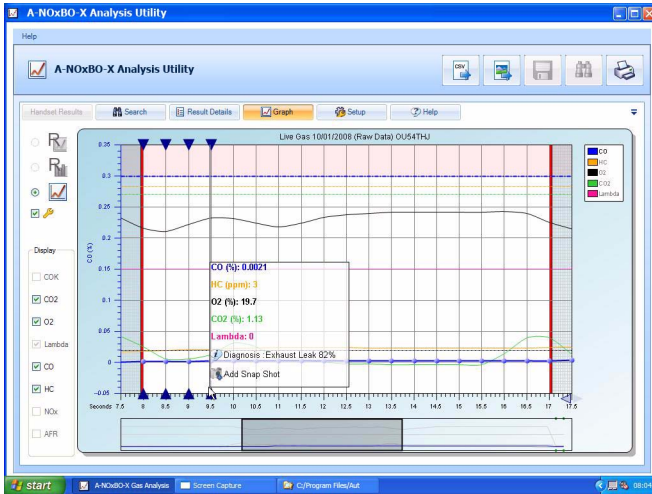 A-NOxBO-X Analysis Utility
Help
A-NOxBO-X Analysis Utility
CSV
Handset Results Search Result Details Graph Setup Help
Live Gas 10/01/2008 (Raw Data) OU54THJ
CO
HC
O2
CO2
Lambda
Display
COK
CO2
O2
Lambda
CO
HC
NOx
AFR
CO (%)
0.35
0.3
0.25
0.2
0.15
0.1
0.05
0
-0.05
CO (%): 0.0021
HC (ppm): 3
O2 (%): 19.7
CO2 (%): 1.13
Lambda: 0
Diagnosis :Exhaust Leak 82%
Add Snap Shot
Seconds 7.5 8 8.5 9 9.5 10 10.5 11 11.5 12 12.5 13 13.5 14 14.5 15 15.5 16 16.5 17 17.5
start A-NOxBO-X Gas Analysis Screen Capture C:/Program Files/Aut 08:04